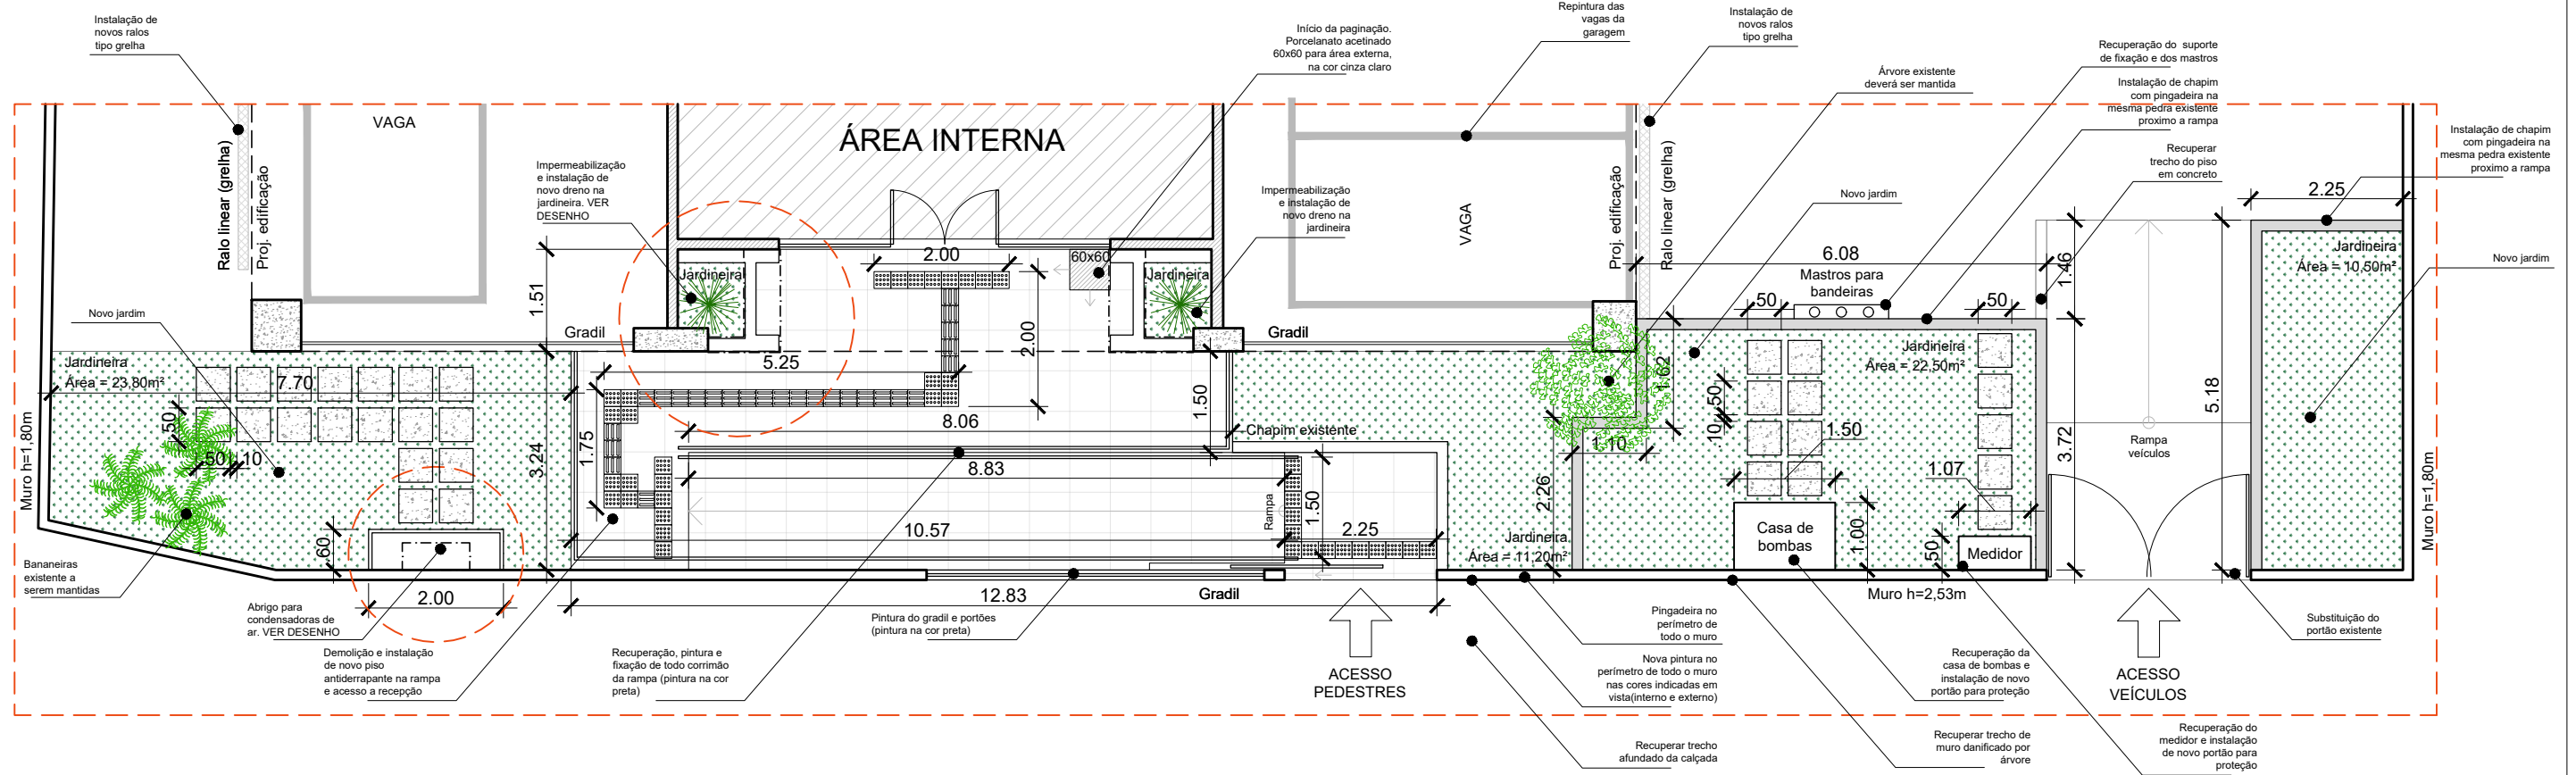 Instalação de
novos ralos
tipo grelha
VAGA
Ralo linear (grelha)
Proj. edificação
ÁREA INTERNA
Início da paginação.
Porcelanato acetinado
60x60 para área externa,
na cor cinza claro
Repintura das
vagas da
garagem
Instalação de
novos ralos
tipo grelha
Árvore existente
deverá ser mantida
Recuperação do suporte
de fixação e dos mastros
Instalação de chapim
com pingadeira na
mesma pedra existente
proximo a rampa
Recuperar
trecho do piso
em concreto
Instalação de chapim
com pingadeira na
mesma pedra existente
proximo a rampa
2.25
Impermeabilização
e instalação de
novo dreno na
jardineira. VER
DESENHO
Impermeabilização
e instalação de
novo dreno na
jardineira
VAGA
Proj. edificação
Ralo linear (grelha)
Novo jardim
6.08
Mastros para
bandeiras
.50
.50
1.46
Jardineira
Área = 10,50m²
Novo jardim
Jardineira
2.00
60x60
Jardineira
1.51
2.00
Gradil
Gradil
Novo jardim
Jardineira
Área = 23,80m²
7.70
5.25
1.50
8.06
Chapim existente
1.62
1.10
Jardineira
Área = 22,50m²
.50
.10
1.50
1.07
5.18
3.72
Rampa
veículos
Muro h=1,80m
Muro h=1,80m
.50
.50
.10
3.24
1.75
8.83
10.57
Rampa
1.50
2.25
2.26
Jardineira
Área = 11,20m²
Casa de
bombas
1.00
.50
Medidor
.60
2.00
12.83
Gradil
Muro h=2,53m
Bananeiras
existente a
serem mantidas
Abrigo para
condensadoras de
ar. VER DESENHO
Demolição e instalação
de novo piso
antiderrapante na rampa
e acesso a recepção
Recuperação, pintura e
fixação de todo corrimão
da rampa (pintura na cor
preta)
Pintura do gradil e portões
(pintura na cor preta)
ACESSO
PEDESTRES
Pingadeira no
perímetro de
todo o muro
Nova pintura no
perímetro de todo o muro
nas cores indicadas em
vista(interno e externo)
Recuperar trecho
afundado da calçada
Recuperação da
casa de bombas e
instalação de novo
portão para proteção
Recuperar trecho de
muro danificado por
árvore
ACESSO
VEÍCULOS
Substituição do
portão existente
Recuperação do
medidor e instalação
de novo portão para
proteção